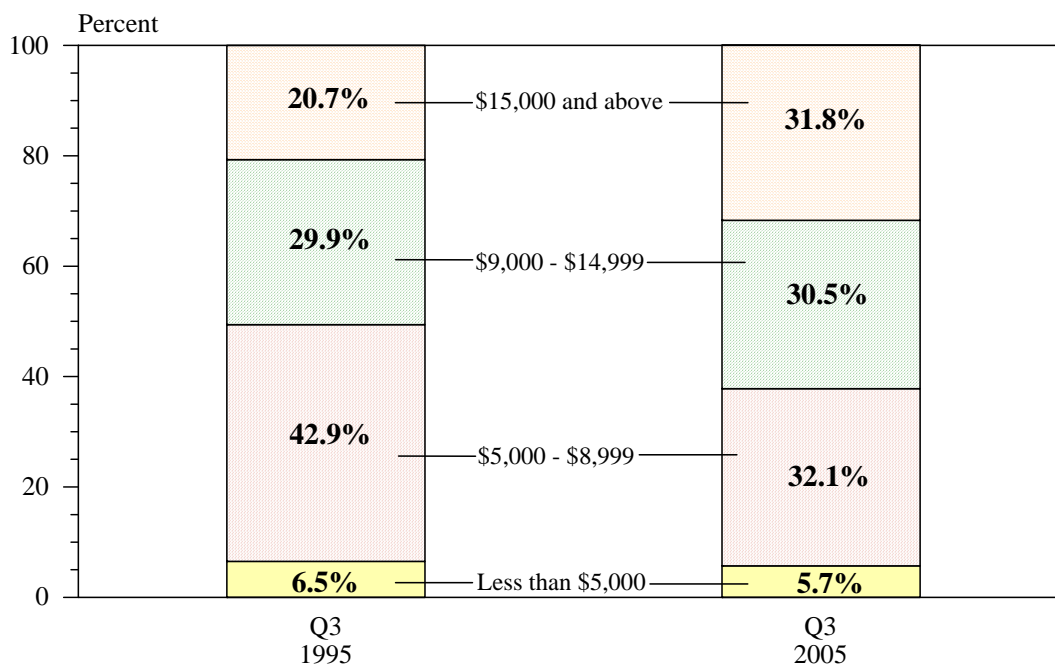 Percent
100
80
60
40
20
0
20.7%
29.9%
42.9%
6.5%
$15,000 and above
$9,000 - $14,999
$5,000 - $8,999
Less than $5,000
31.8%
30.5%
32.1%
5.7%
Q3
1995
Q3
2005